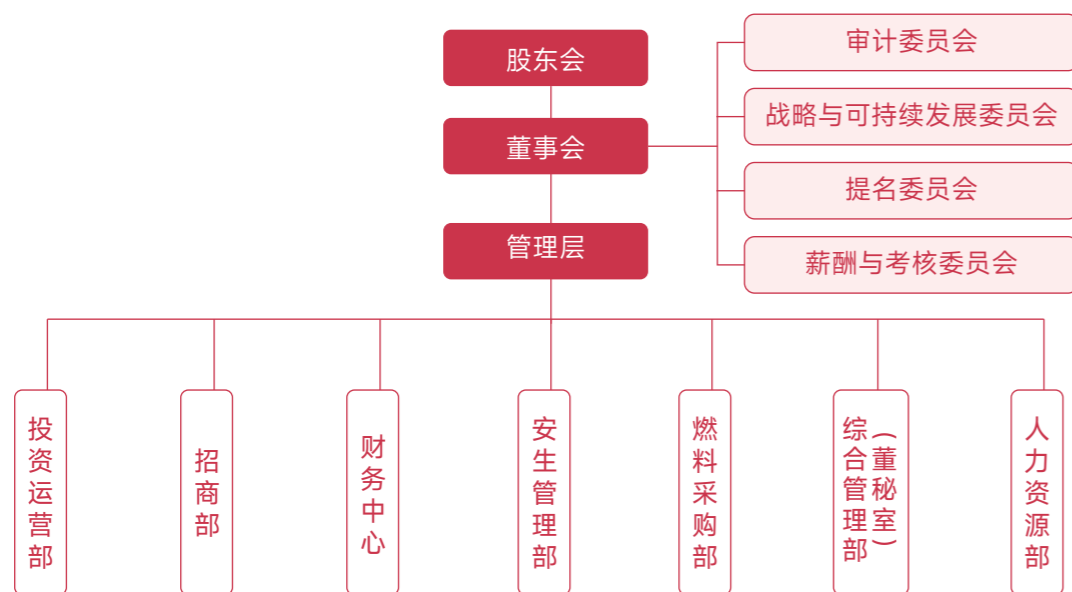 股东会
董事会
管理层
审计委员会
战略与可持续发展委员会
提名委员会
薪酬与考核委员会
投资运营部
招商部
财务中心
安生管理部
燃料采购部
综合管理部
(董秘室)
人力资源部